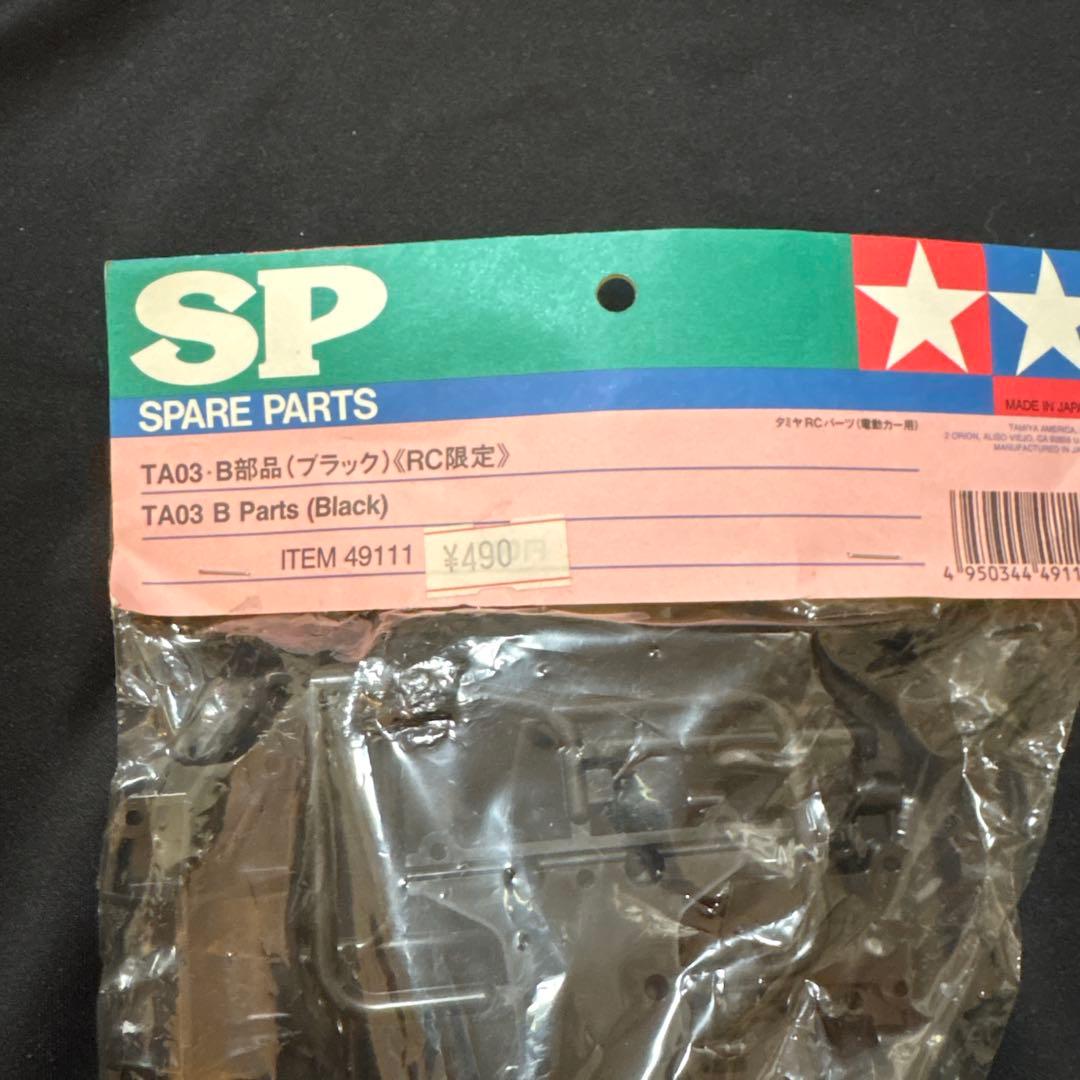 SP
SPARE PARTS
MADE IN JAPA
タミヤRCパーツ(電動カー用)
TAMIYA AMERICA,
2 ORION, ALISO VIEJO, CA 92656 U
MANUFACTURED IN JA
TA03・B部品(ブラック)《RC限定》
TA03 B Parts (Black)
ITEM 49111
¥490
4 950344 4911